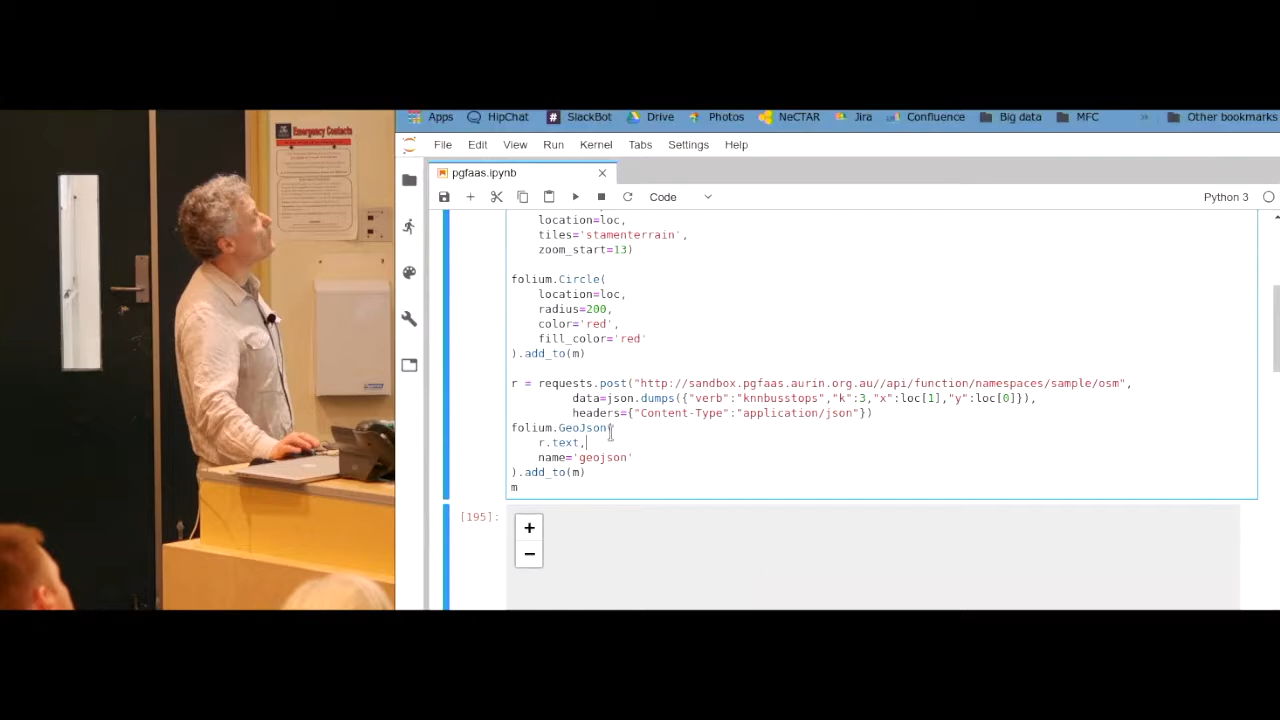 Emergency Contacts
Apps HipChat SlackBot Drive Photos NeCTAR Jira Confluence Big data MFC » Other bookmarks
File Edit View Run Kernel Tabs Settings Help
pgfaas.ipynb
Code Python 3
location=loc,
tiles='stamenterrain',
zoom_start=13)
folium.Circle(
location=loc,
radius=200,
color='red',
fill_color='red'
).add_to(m)
r = requests.post("http://sandbox.pgfaas.aurin.org.au//api/function/namespaces/sample/osm",
data=json.dumps({"verb":"knnbusstops","k":3,"x":loc[1],"y":loc[0]}),
headers={"Content-Type":"application/json"})
folium.GeoJson(
r.text,
name='geojson'
).add_to(m)
m
[195]:
+
−